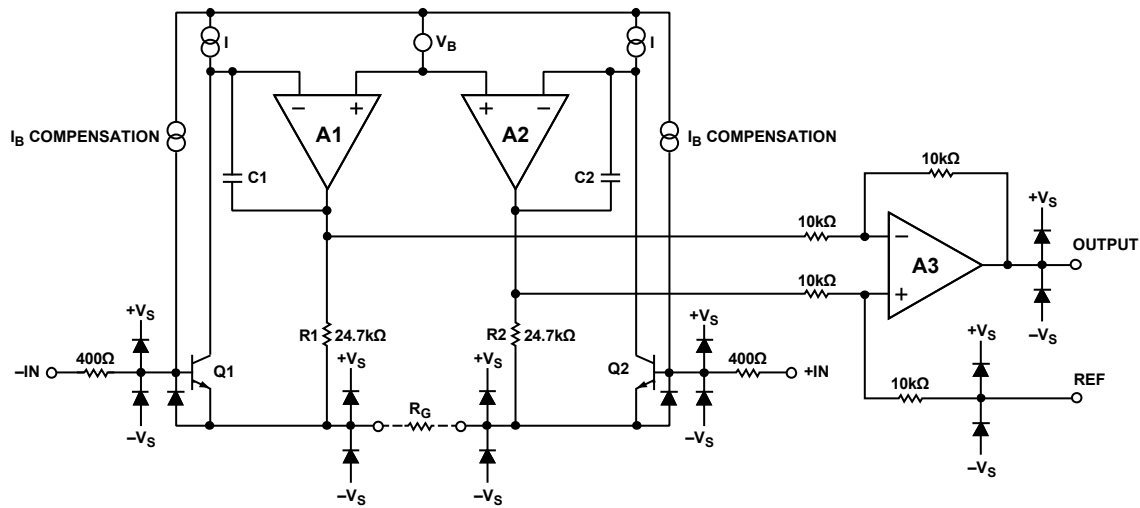 I
V_B
I
− +
+ −
A1
A2
I_B COMPENSATION
I_B COMPENSATION
C1
C2
10kΩ
+V_S
10kΩ
−
OUTPUT
A3
10kΩ
+
+V_S
R1 24.7kΩ
R2 24.7kΩ
+V_S
−V_S
+V_S
400Ω
+V_S
+V_S
400Ω
–IN
Q1
Q2
+IN
10kΩ
REF
R_G
–V_S
–V_S
–V_S
–V_S
–V_S